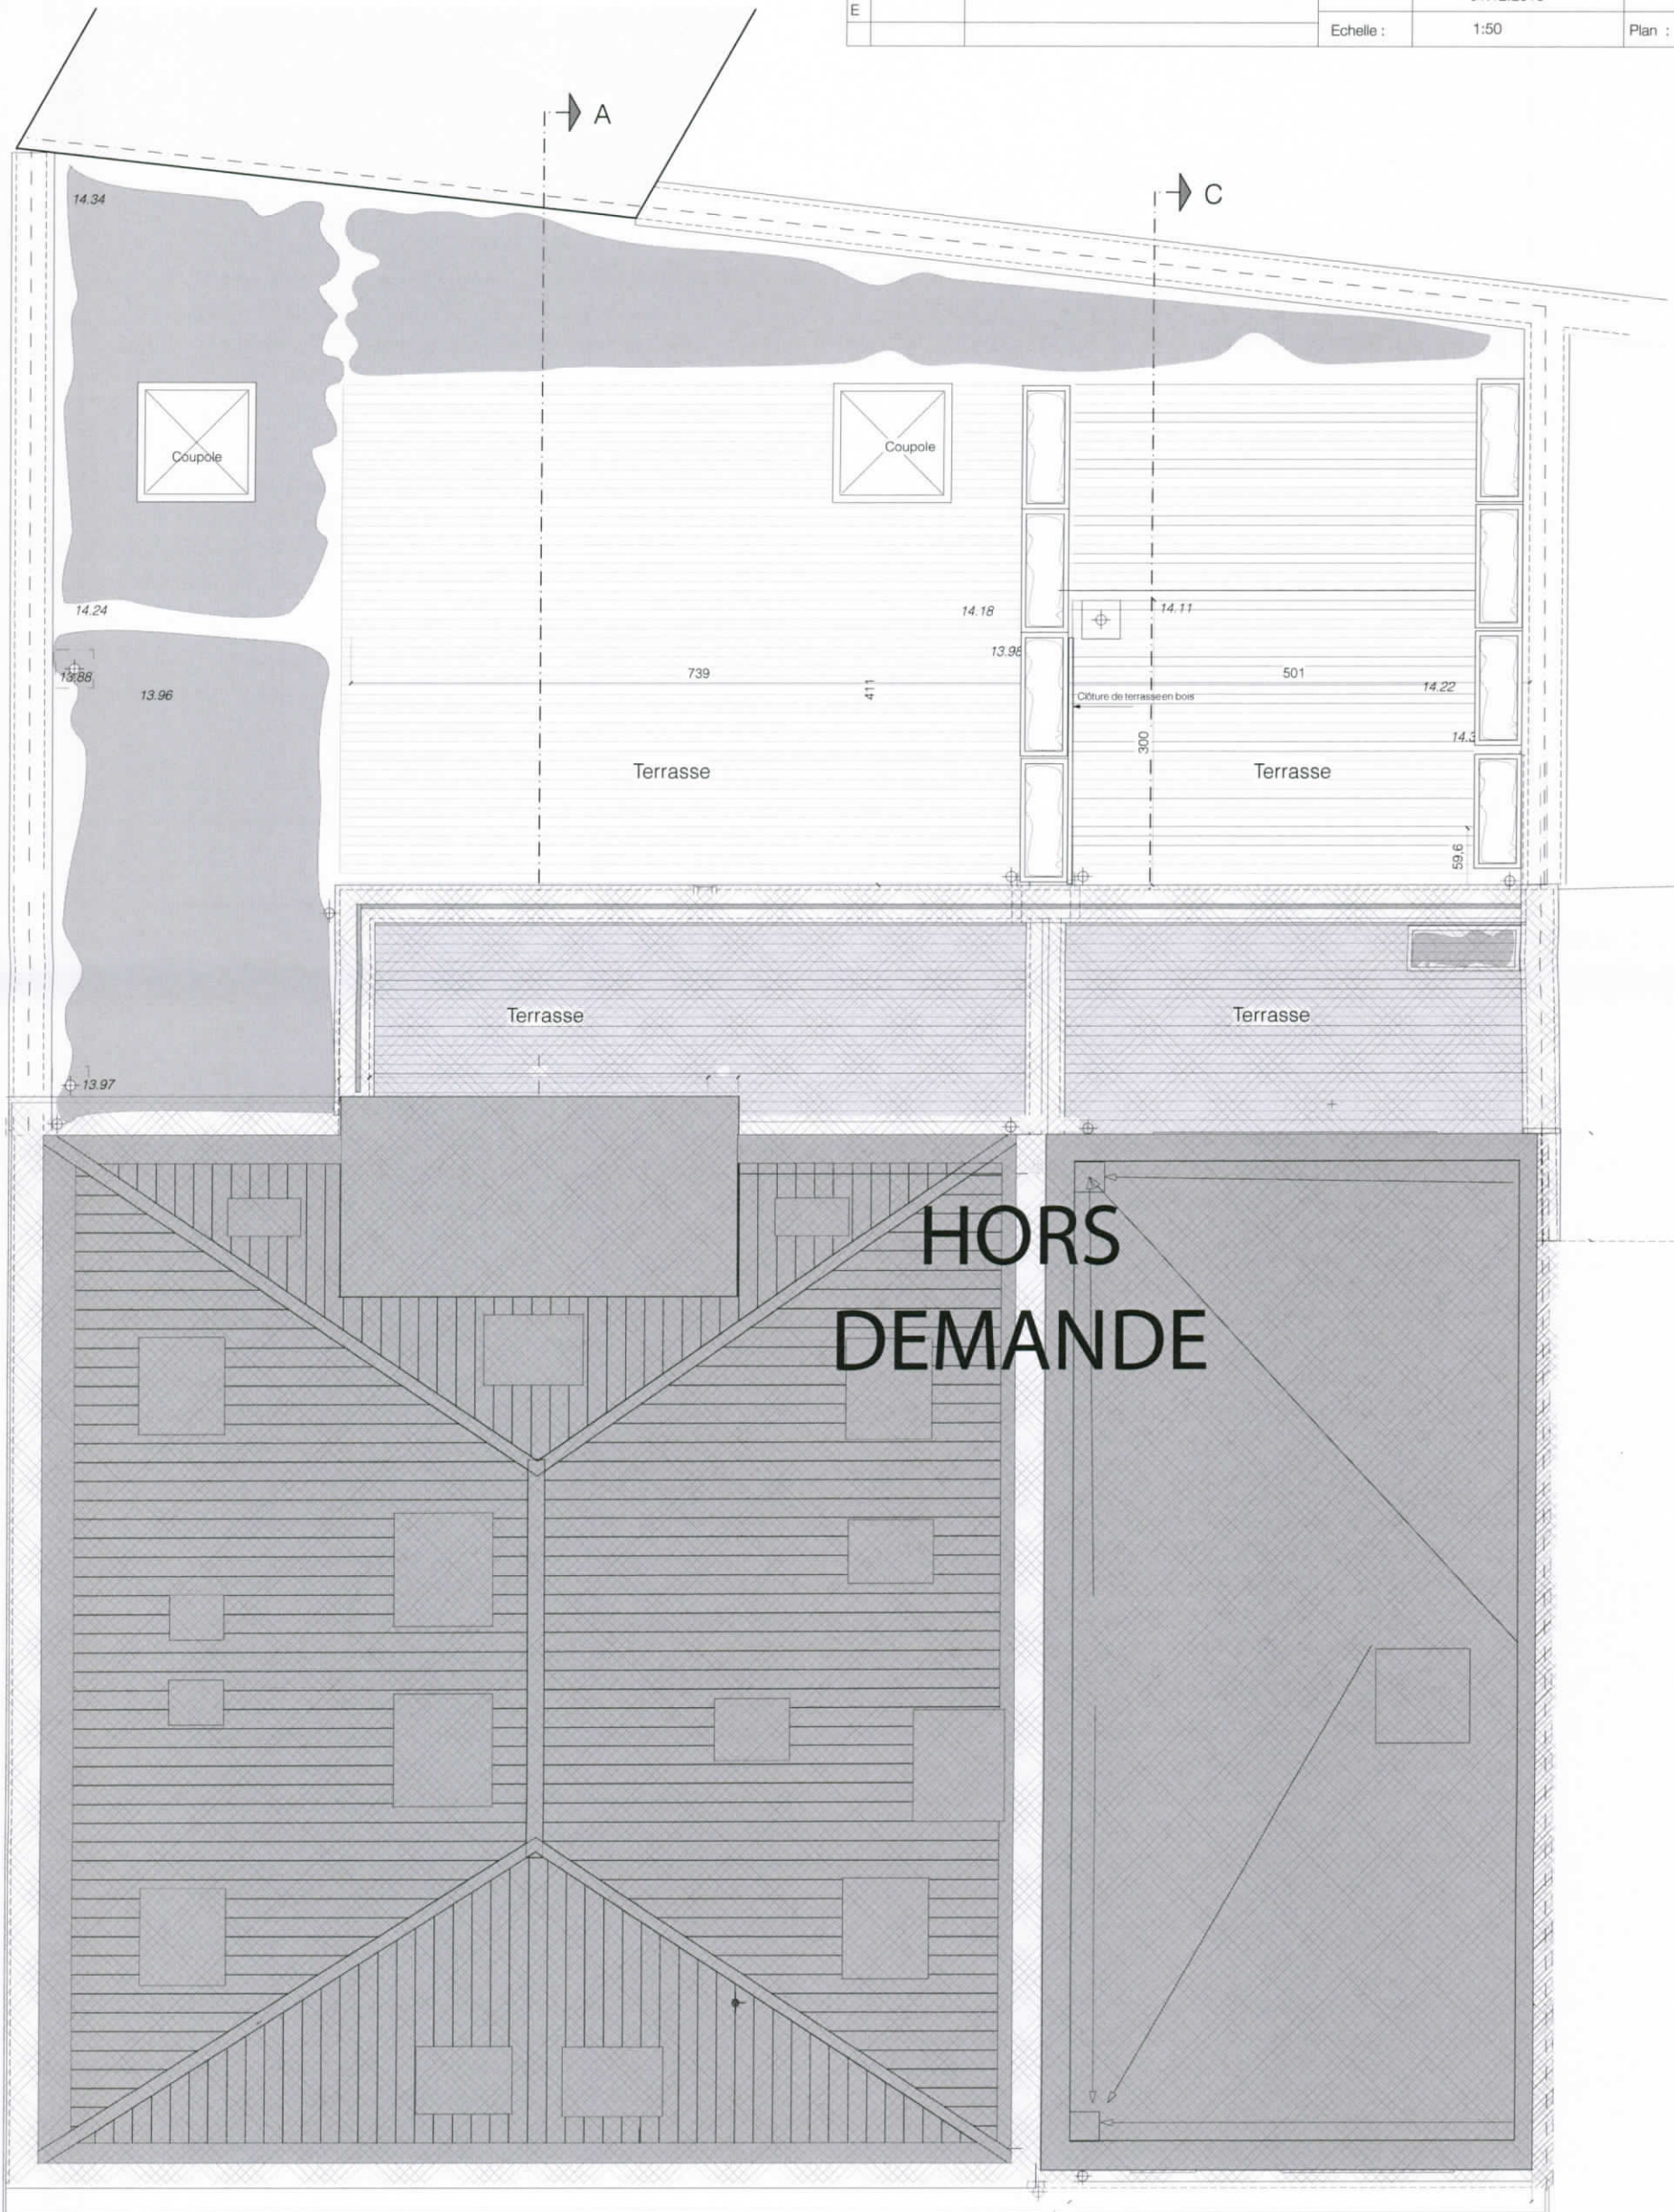 E
Echelle : 1:50 Plan :
A
C
14.34
Coupole
Coupole
14.24
14.18
14.11
13.98
13.88
13.96
739
411
501
14.22
Clôture de terrasse en bois
300
14.3
Terrasse
Terrasse
59,6
Terrasse
Terrasse
13.97
HORS
DEMANDE